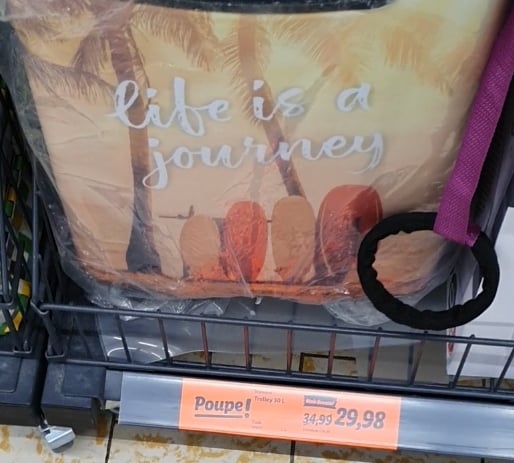 life is a
journey
Poupe!
Trolley 30 L
34,99 29,98